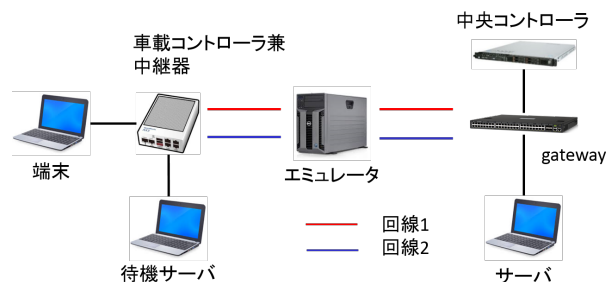 中央コントローラ
車載コントローラ兼
中継器
gateway
端末
エミュレータ
回線1
回線2
待機サーバ
サーバ